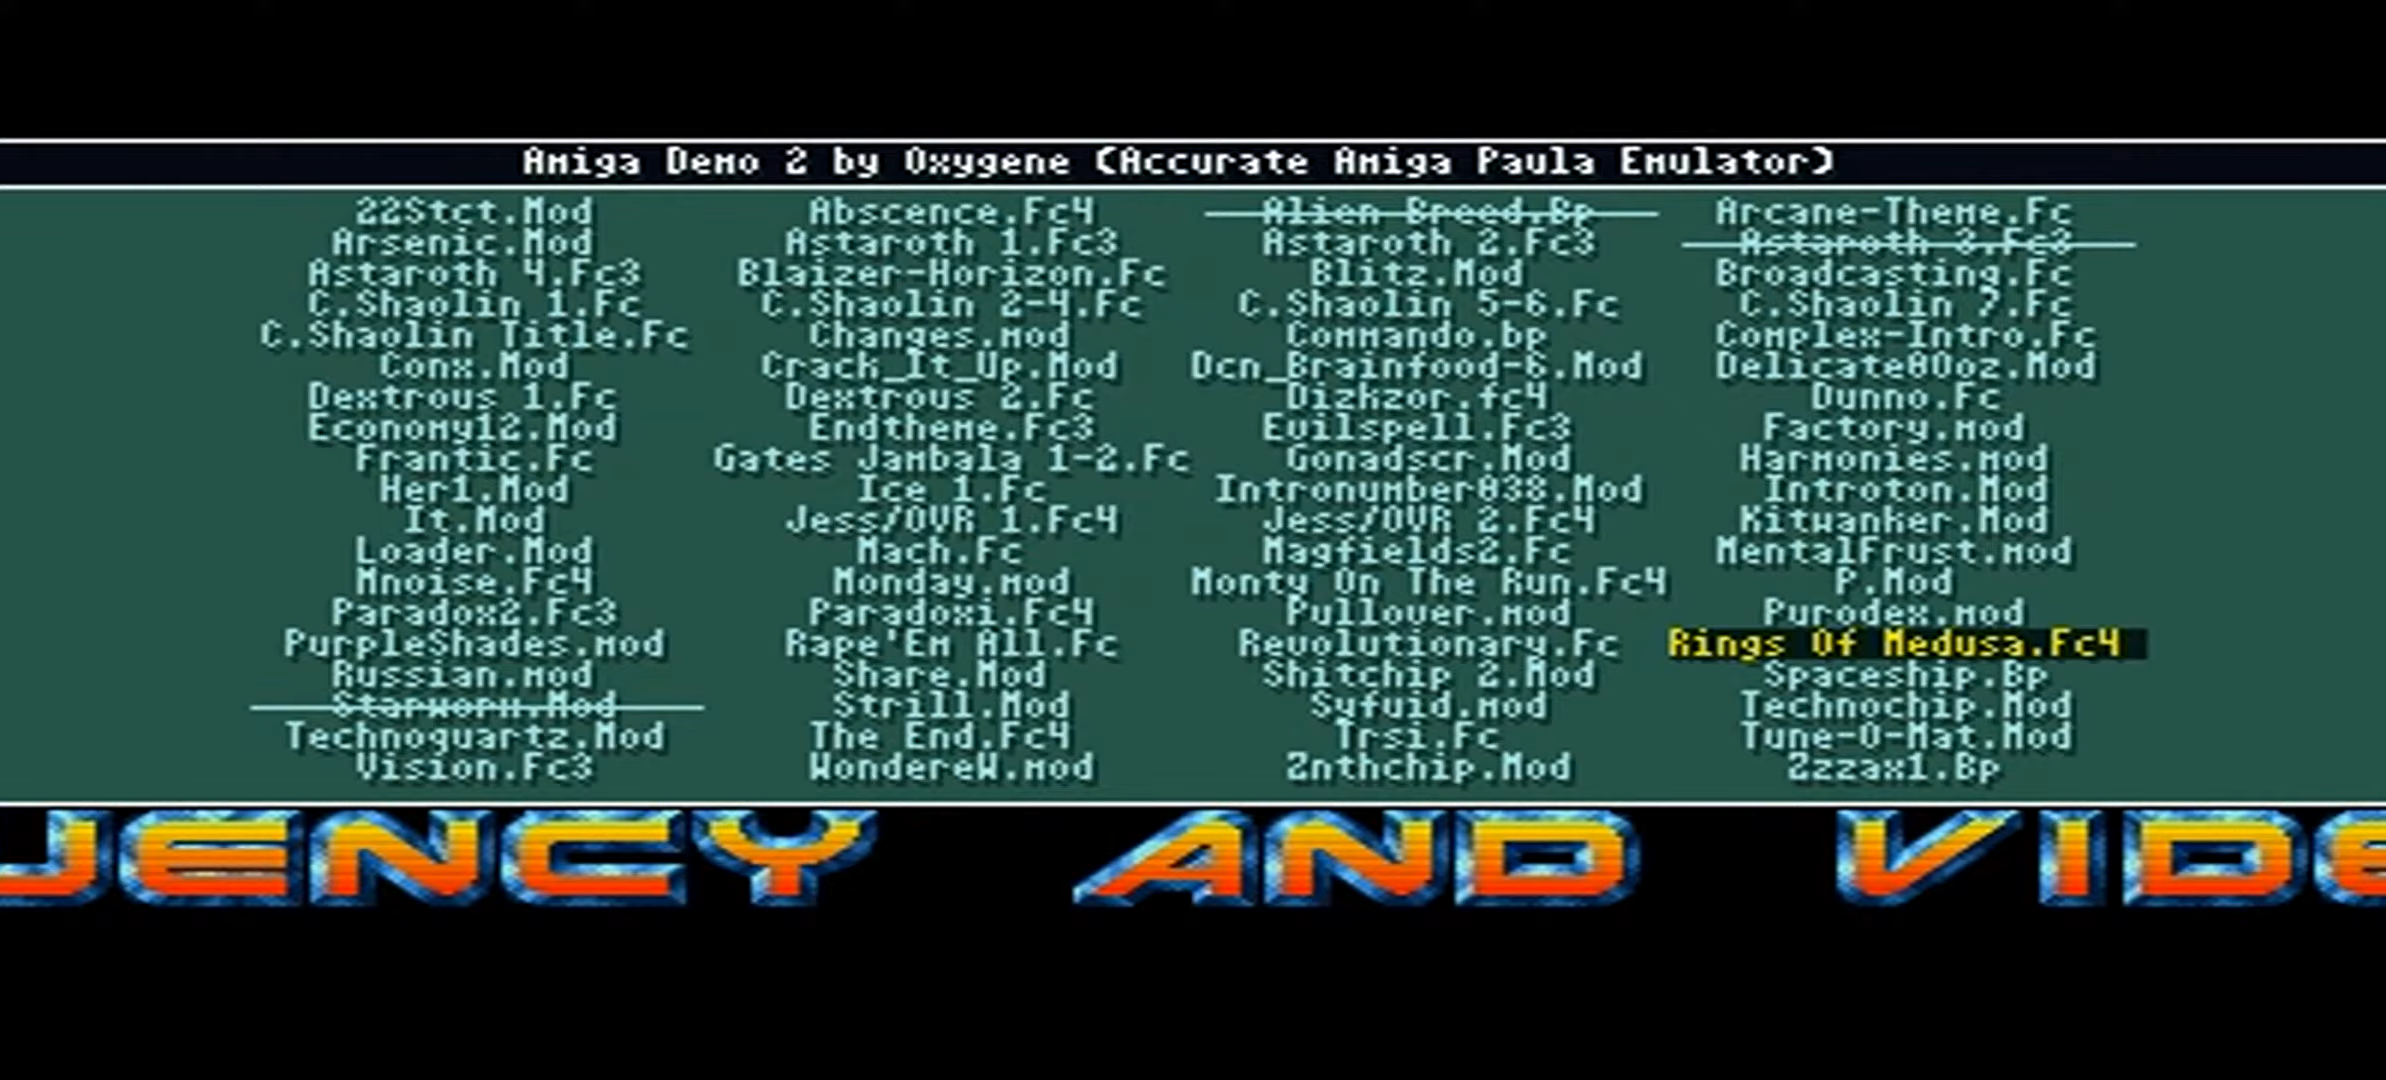 Amiga Demo 2 by Oxygene (Accurate Amiga Paula Emulator)
22Stct.Mod Abscence.Fc4 Alien Breed.Bp Arcane-Theme.Fc
Arsenic.Mod Astaroth 1.Fc3 Astaroth 2.Fc3 Astaroth 3.Fc3
Astaroth 4.Fc3 Blaizer-Horizon.Fc Blitz.Mod Broadcasting.Fc
C.Shaolin 1.Fc C.Shaolin 2-4.Fc C.Shaolin 5-6.Fc C.Shaolin 7.Fc
C.Shaolin Title.Fc Changes.mod Commando.bp Complex-Intro.Fc
Conx.Mod Crack_It_Up.Mod Dcn_Brainfood-6.Mod Delicate00oz.Mod
Dextrous 1.Fc Dextrous 2.Fc Dizkzor.fc4 Dunno.Fc
Economy12.Mod Endtheme.Fc3 Evilspell.Fc3 Factory.mod
Frantic.Fc Gates Jambala 1-2.Fc Gonadscr.Mod Harmonies.mod
Her1.Mod Ice 1.Fc Intronumber038.Mod Introton.Mod
It.Mod Jess/OVR 1.Fc4 Jess/OVR 2.Fc4 Kitwanker.Mod
Loader.Mod Mach.Fc Magfields2.Fc MentalFrust.mod
Mnoise.Fc4 Monday.mod Monty On The Run.Fc4 P.Mod
Paradox2.Fc3 Paradoxi.Fc4 Pullover.mod Purodex.mod
PurpleShades.mod Rape'Em All.Fc Revolutionary.Fc Rings Of Medusa.Fc4
Russian.mod Share.Mod Shitchip 2.Mod Spaceship.Bp
Starworm.Mod Strill.Mod Syfuid.mod Technochip.Mod
Technoquartz.Mod The End.Fc4 Trsi.Fc Tune-O-Mat.Mod
Vision.Fc3 WondereW.mod Znthchip.Mod Zzzax1.Bp
UENCY AND VIDE